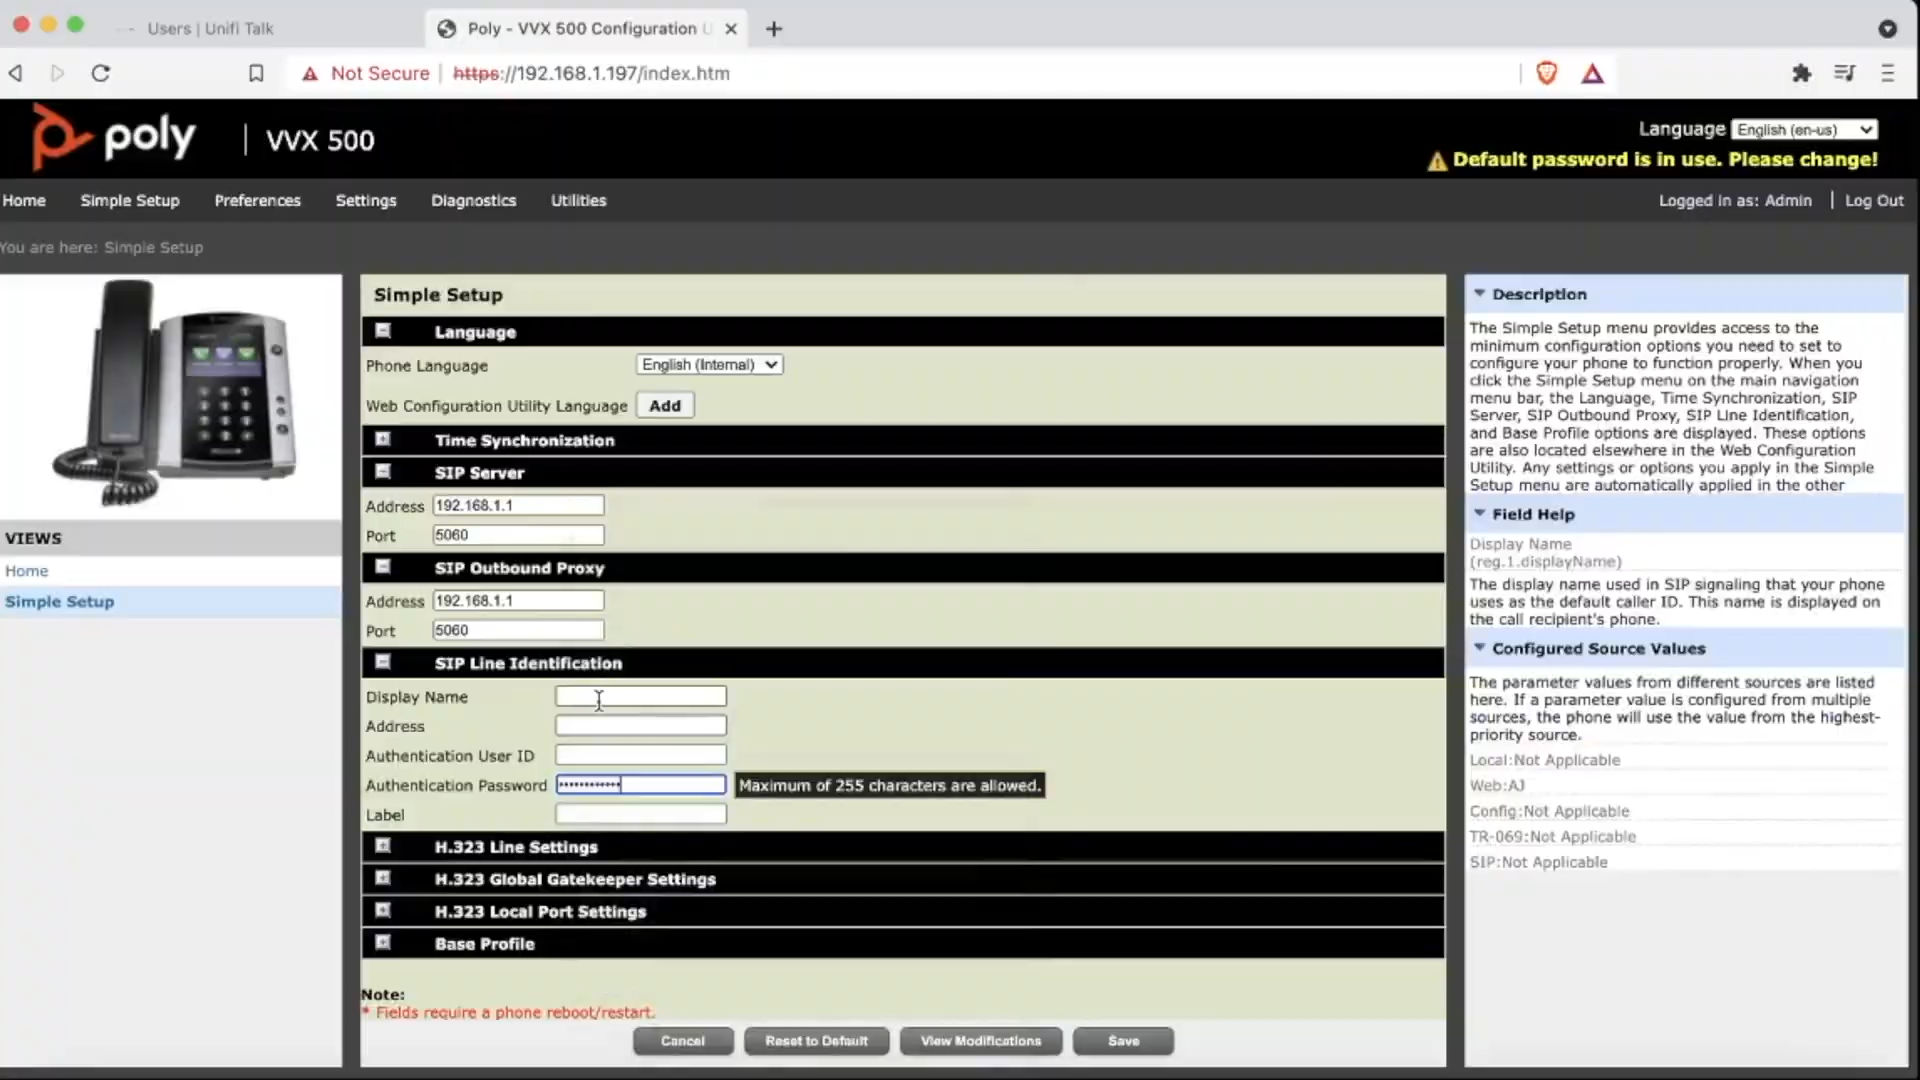 Users | Unifi Talk
Poly - VVX 500 Configuration U
Not Secure | https://192.168.1.197/index.htm
poly | VVX 500
Language English (en-us)
Default password is in use. Please change!
Home Simple Setup Preferences Settings Diagnostics Utilities
Logged in as: Admin | Log Out
You are here: Simple Setup
VIEWS
Home
Simple Setup
Simple Setup
Language
Phone Language English (Internal)
Web Configuration Utility Language Add
Time Synchronization
SIP Server
Address 192.168.1.1
Port 5060
SIP Outbound Proxy
Address 192.168.1.1
Port 5060
SIP Line Identification
Display Name
Address
Authentication User ID
Authentication Password •••••••••••• Maximum of 255 characters are allowed.
Label
H.323 Line Settings
H.323 Global Gatekeeper Settings
H.323 Local Port Settings
Base Profile
Note:
* Fields require a phone reboot/restart.
Cancel Reset to Default View Modifications Save
Description
The Simple Setup menu provides access to the
minimum configuration options you need to set to
configure your phone to function properly. When you
click the Simple Setup menu on the main navigation
menu bar, the Language, Time Synchronization, SIP
Server, SIP Outbound Proxy, SIP Line Identification,
and Base Profile options are displayed. These options
are also located elsewhere in the Web Configuration
Utility. Any settings or options you apply in the Simple
Setup menu are automatically applied in the other
Field Help
Display Name
(reg.1.displayName)
The display name used in SIP signaling that your phone
uses as the default caller ID. This name is displayed on
the call recipient's phone.
Configured Source Values
The parameter values from different sources are listed
here. If a parameter value is configured from multiple
sources, the phone will use the value from the highest-
priority source.
Local:Not Applicable
Web:AJ
Config:Not Applicable
TR-069:Not Applicable
SIP:Not Applicable